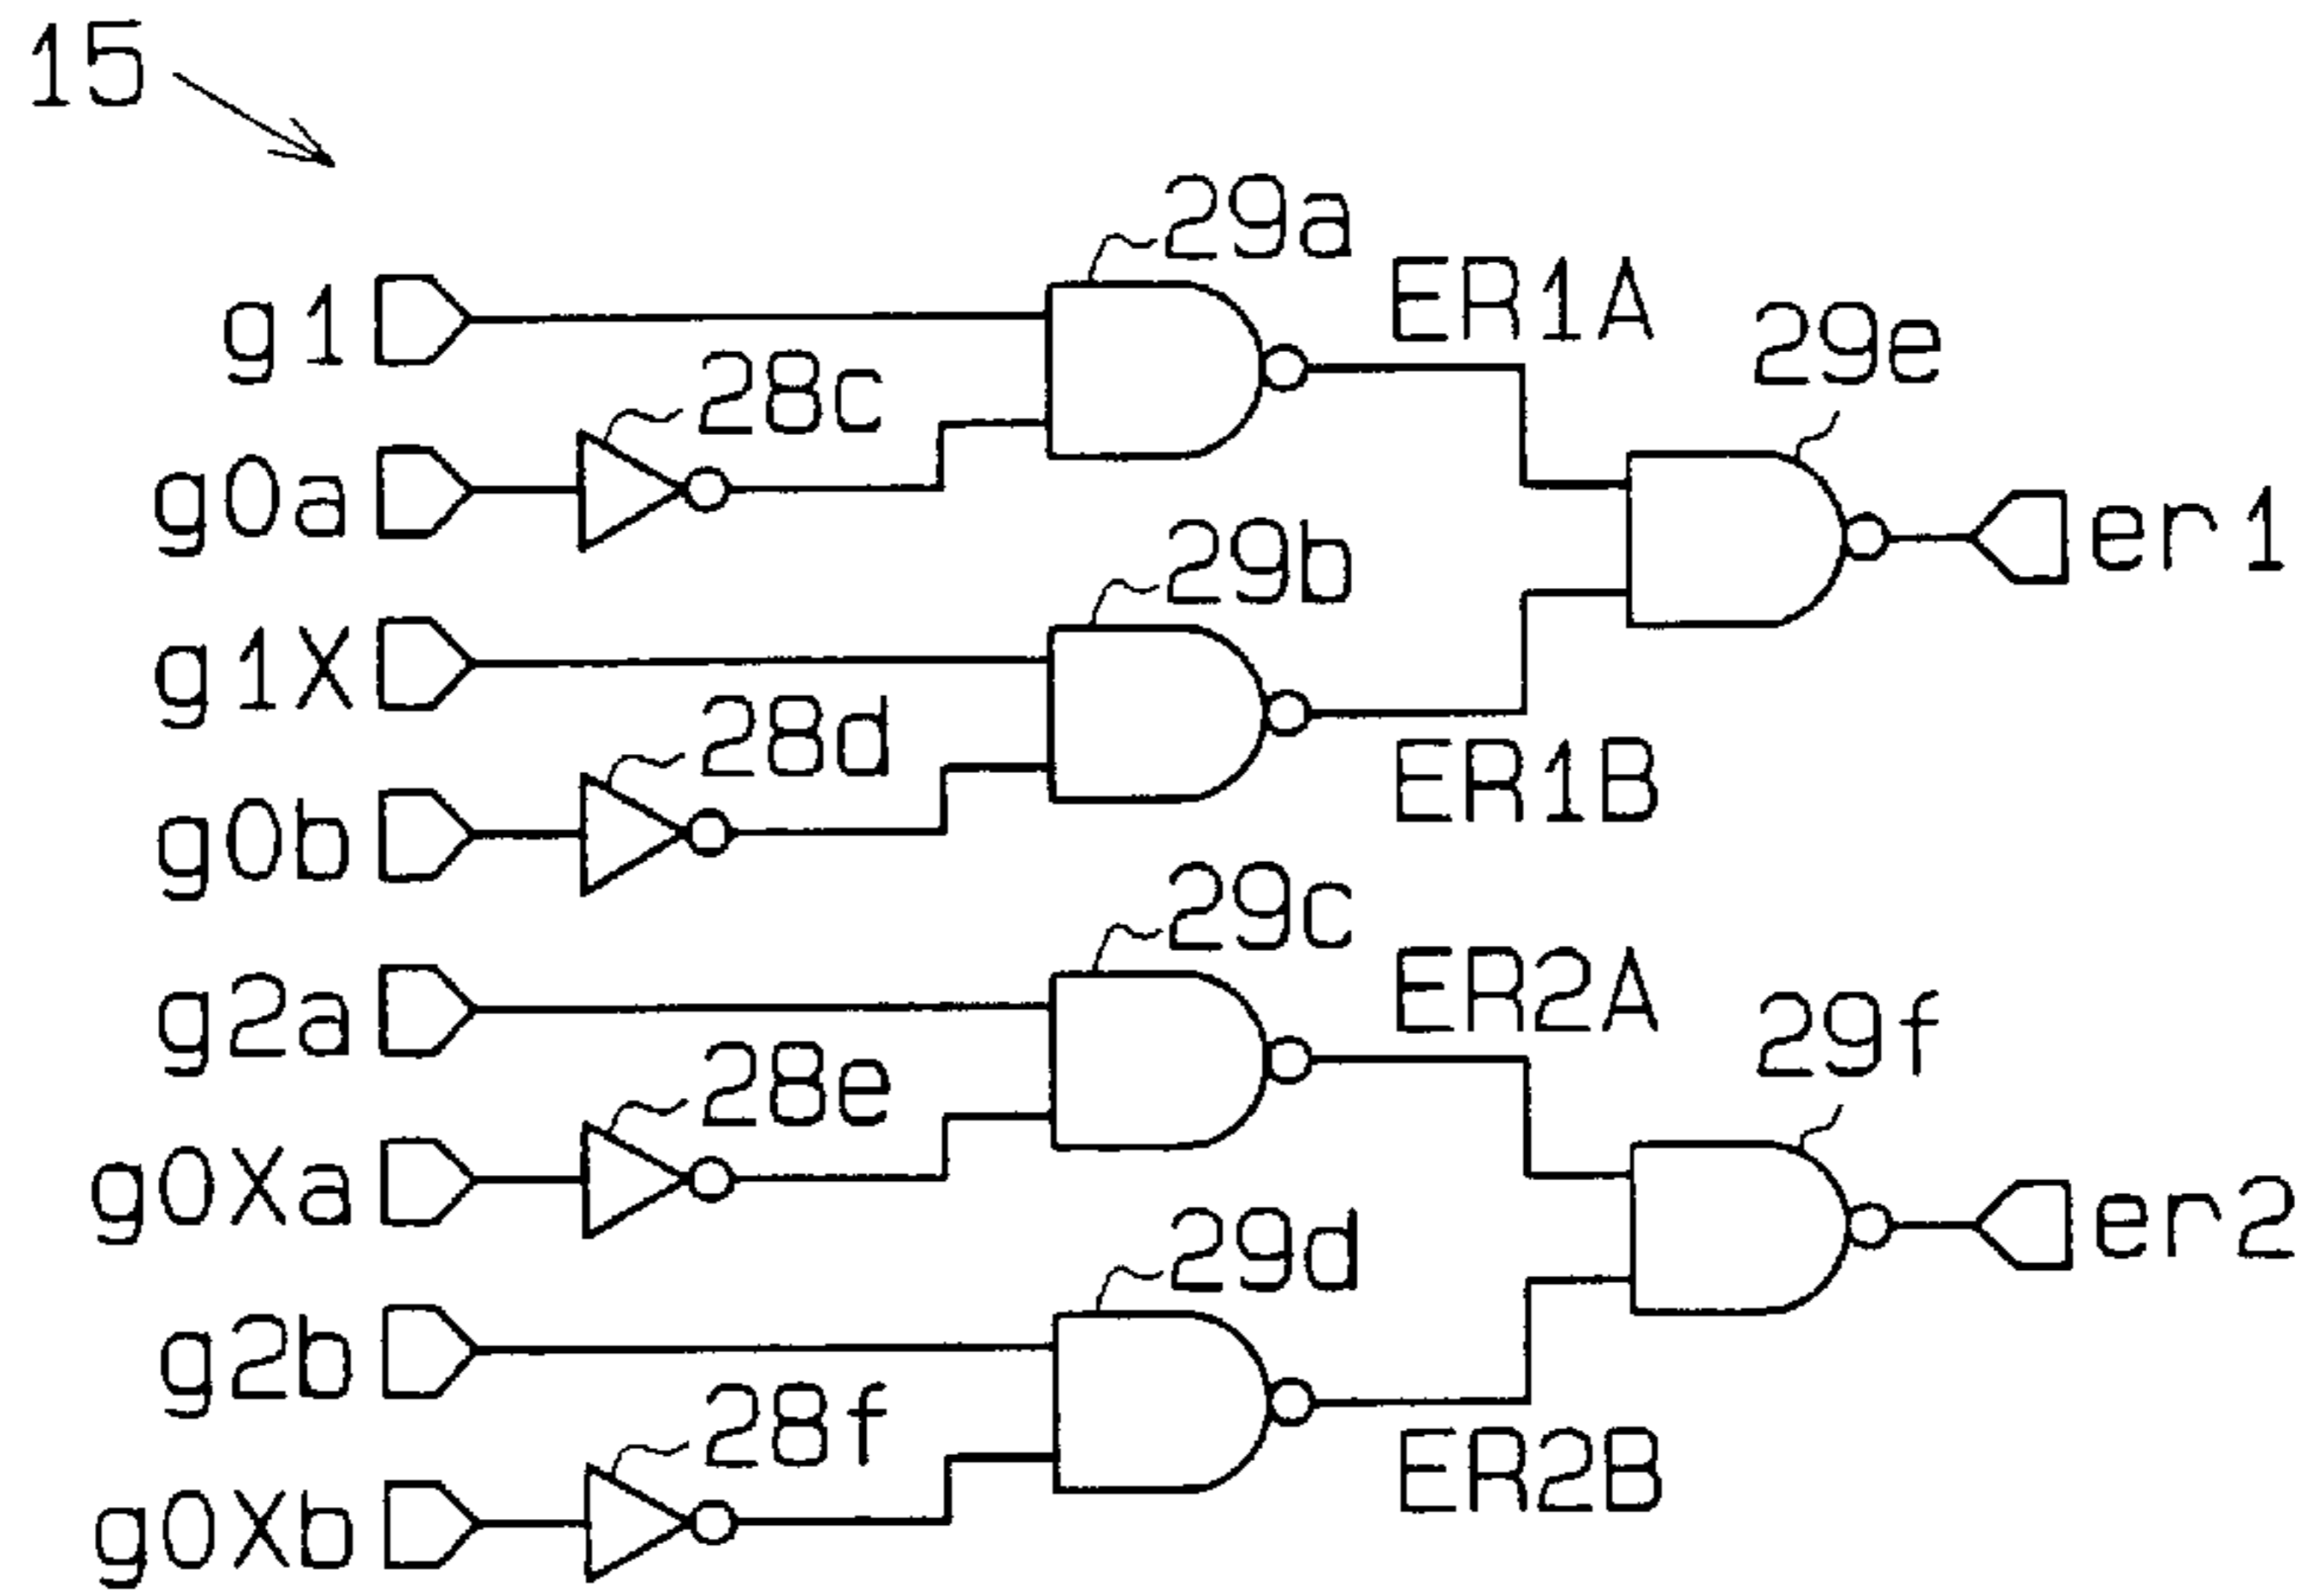 15
29a
ER1A
g1
29e
28c
g0a
er1
29b
g1X
28d
ER1B
g0b
29c
ER2A
g2a
29f
28e
g0Xa
er2
29d
g2b
28f
ER2B
g0Xb